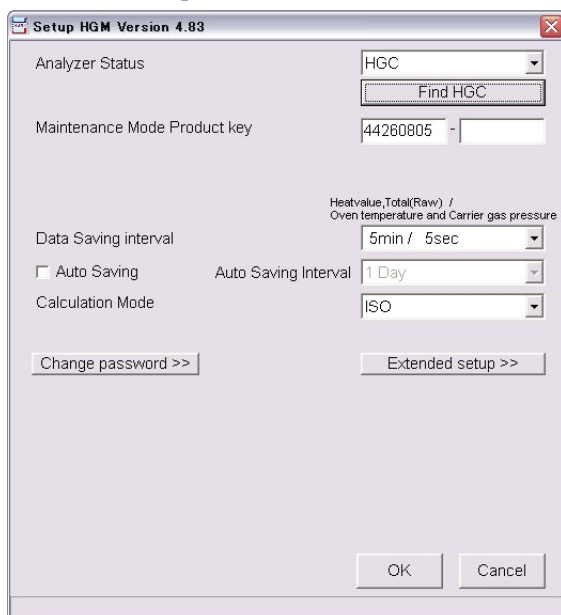 Setup HGM Version 4.83
Analyzer Status
HGC
Find HGC
Maintenance Mode Product key
44260805 -
Heatvalue,Total(Raw) /
Oven temperature and Carrier gas pressure
Data Saving interval
5min / 5sec
Auto Saving
Auto Saving Interval
1 Day
Calculation Mode
ISO
Change password >>
Extended setup >>
OK
Cancel